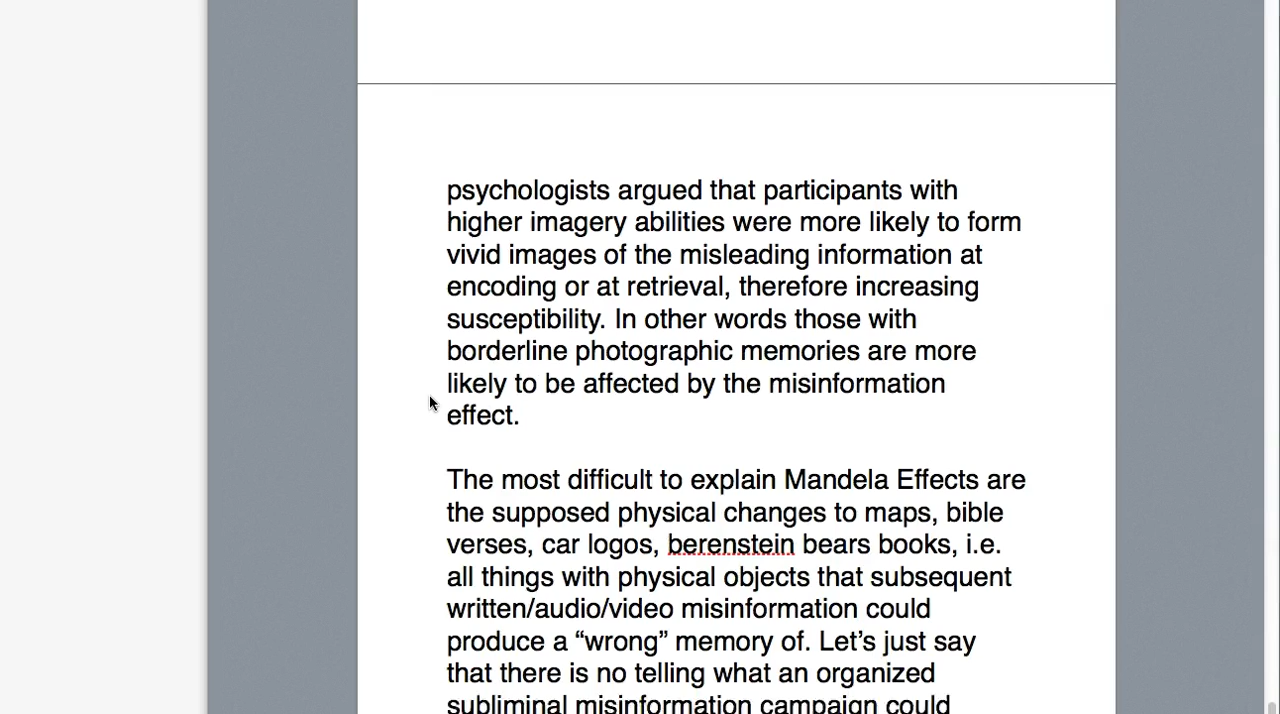 psychologists argued that participants with
higher imagery abilities were more likely to form
vivid images of the misleading information at
encoding or at retrieval, therefore increasing
susceptibility. In other words those with
borderline photographic memories are more
likely to be affected by the misinformation
effect.
The most difficult to explain Mandela Effects are
the supposed physical changes to maps, bible
verses, car logos, berenstein bears books, i.e.
all things with physical objects that subsequent
written/audio/video misinformation could
produce a “wrong” memory of. Let’s just say
that there is no telling what an organized
subliminal misinformation campaign could